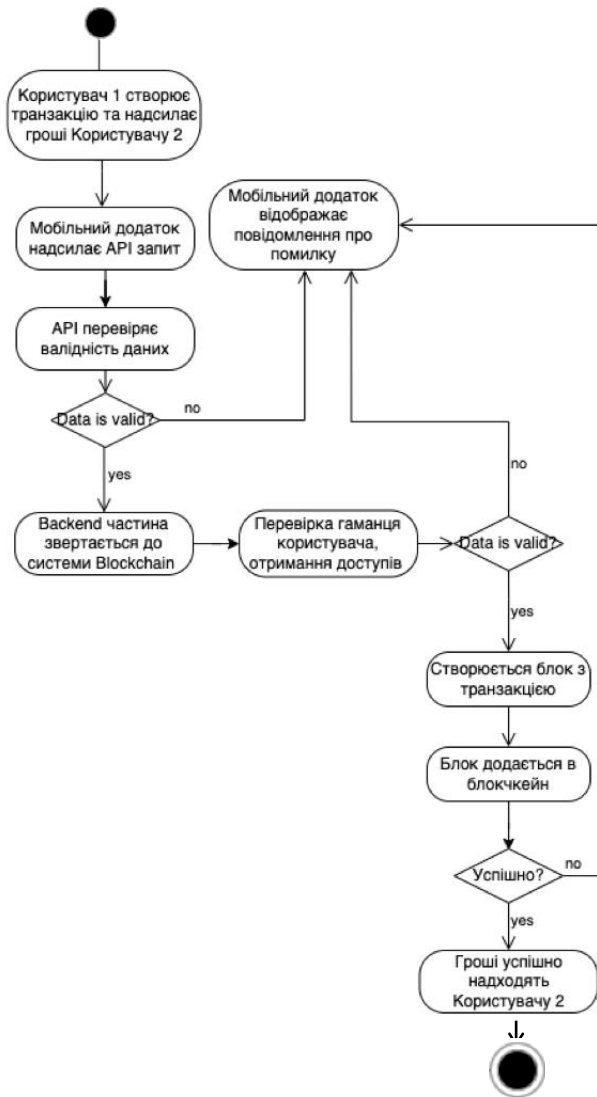 Користувач 1 створює
транзакцію та надсилає
гроші Користувачу 2
Мобільний додаток
надсилає API запит
API перевіряє
валідність даних
Data is valid?
no
yes
Мобільний додаток
відображає
повідомлення про
помилку
Backend частина
звертається до
системи Blockchain
Перевірка гаманця
користувача,
отримання доступів
Data is valid?
no
yes
Створюється блок з
транзакцією
Блок додається в
блокчкейн
Успішно?
no
yes
Гроші успішно
надходять
Користувачу 2